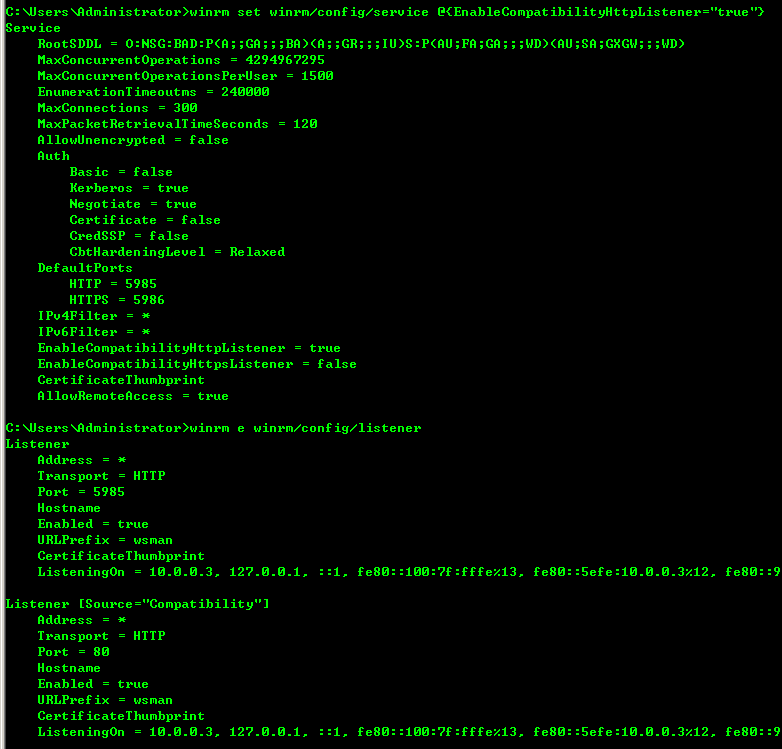 C:\Users\Administrator>winrm set winrm/config/service @{EnableCompatibilityHttpListener="true"}
Service
    RootSDDL = O:NSG:BAD:P(A;;GA;;;BA)(A;;GR;;;IU)S:P(AU;FA;GA;;;WD)(AU;SA;GXGW;;;WD)
    MaxConcurrentOperations = 4294967295
    MaxConcurrentOperationsPerUser = 1500
    EnumerationTimeoutms = 240000
    MaxConnections = 300
    MaxPacketRetrievalTimeSeconds = 120
    AllowUnencrypted = false
    Auth
        Basic = false
        Kerberos = true
        Negotiate = true
        Certificate = false
        CredSSP = false
        CbtHardeningLevel = Relaxed
    DefaultPorts
        HTTP = 5985
        HTTPS = 5986
    IPv4Filter = *
    IPv6Filter = *
    EnableCompatibilityHttpListener = true
    EnableCompatibilityHttpsListener = false
    CertificateThumbprint
    AllowRemoteAccess = true
C:\Users\Administrator>winrm e winrm/config/listener
Listener
    Address = *
    Transport = HTTP
    Port = 5985
    Hostname
    Enabled = true
    URLPrefix = wsman
    CertificateThumbprint
    ListeningOn = 10.0.0.3, 127.0.0.1, ::1, fe80::100:7f:fffe%13, fe80::5efe:10.0.0.3%12, fe80::9
Listener [Source="Compatibility"]
    Address = *
    Transport = HTTP
    Port = 80
    Hostname
    Enabled = true
    URLPrefix = wsman
    CertificateThumbprint
    ListeningOn = 10.0.0.3, 127.0.0.1, ::1, fe80::100:7f:fffe%13, fe80::5efe:10.0.0.3%12, fe80::9